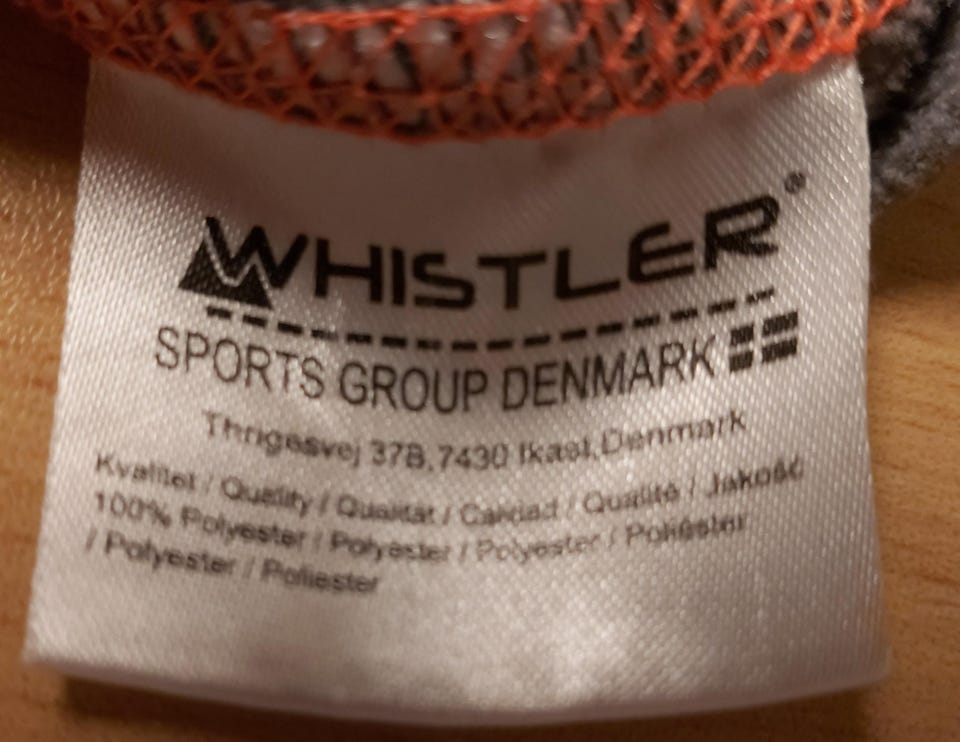 WHISTLER®
SPORTS GROUP DENMARK
Thrigesvej 37B, 7430 Ikast, Denmark
Kvalitet / Quality / Qualität / Calidad / Qualité / Jakość
100% Polyester / Polyester / Polyester / Poliéster
/ Polyester / Poliester